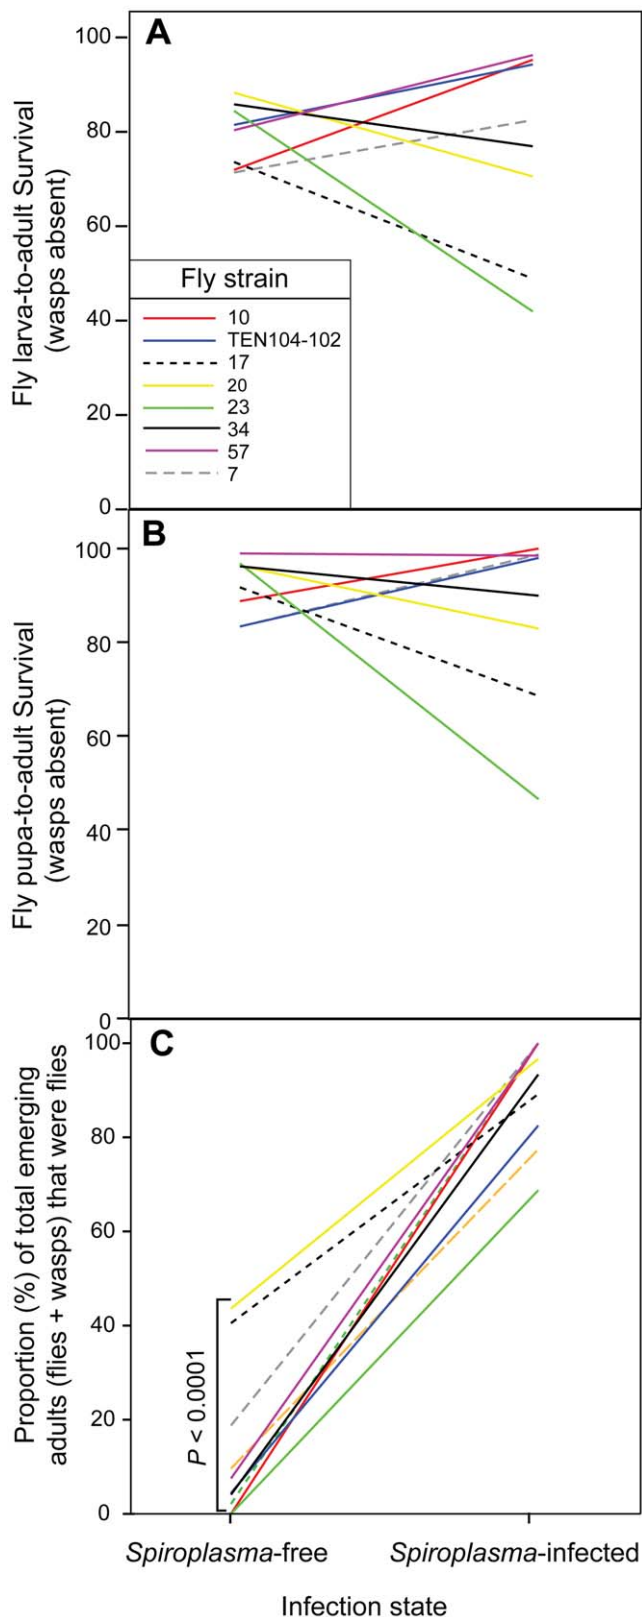 A
Fly larva-to-adult Survival
(wasps absent)
100
80
60
40
20
0
Fly strain
10
TEN104-102
17
20
23
34
57
7
B
Fly pupa-to-adult Survival
(wasps absent)
100
80
60
40
20
0
C
Proportion (%) of total emerging
adults (flies + wasps) that were flies
100
80
60
40
20
0
P < 0.0001
Spiroplasma-free
Spiroplasma-infected
Infection state